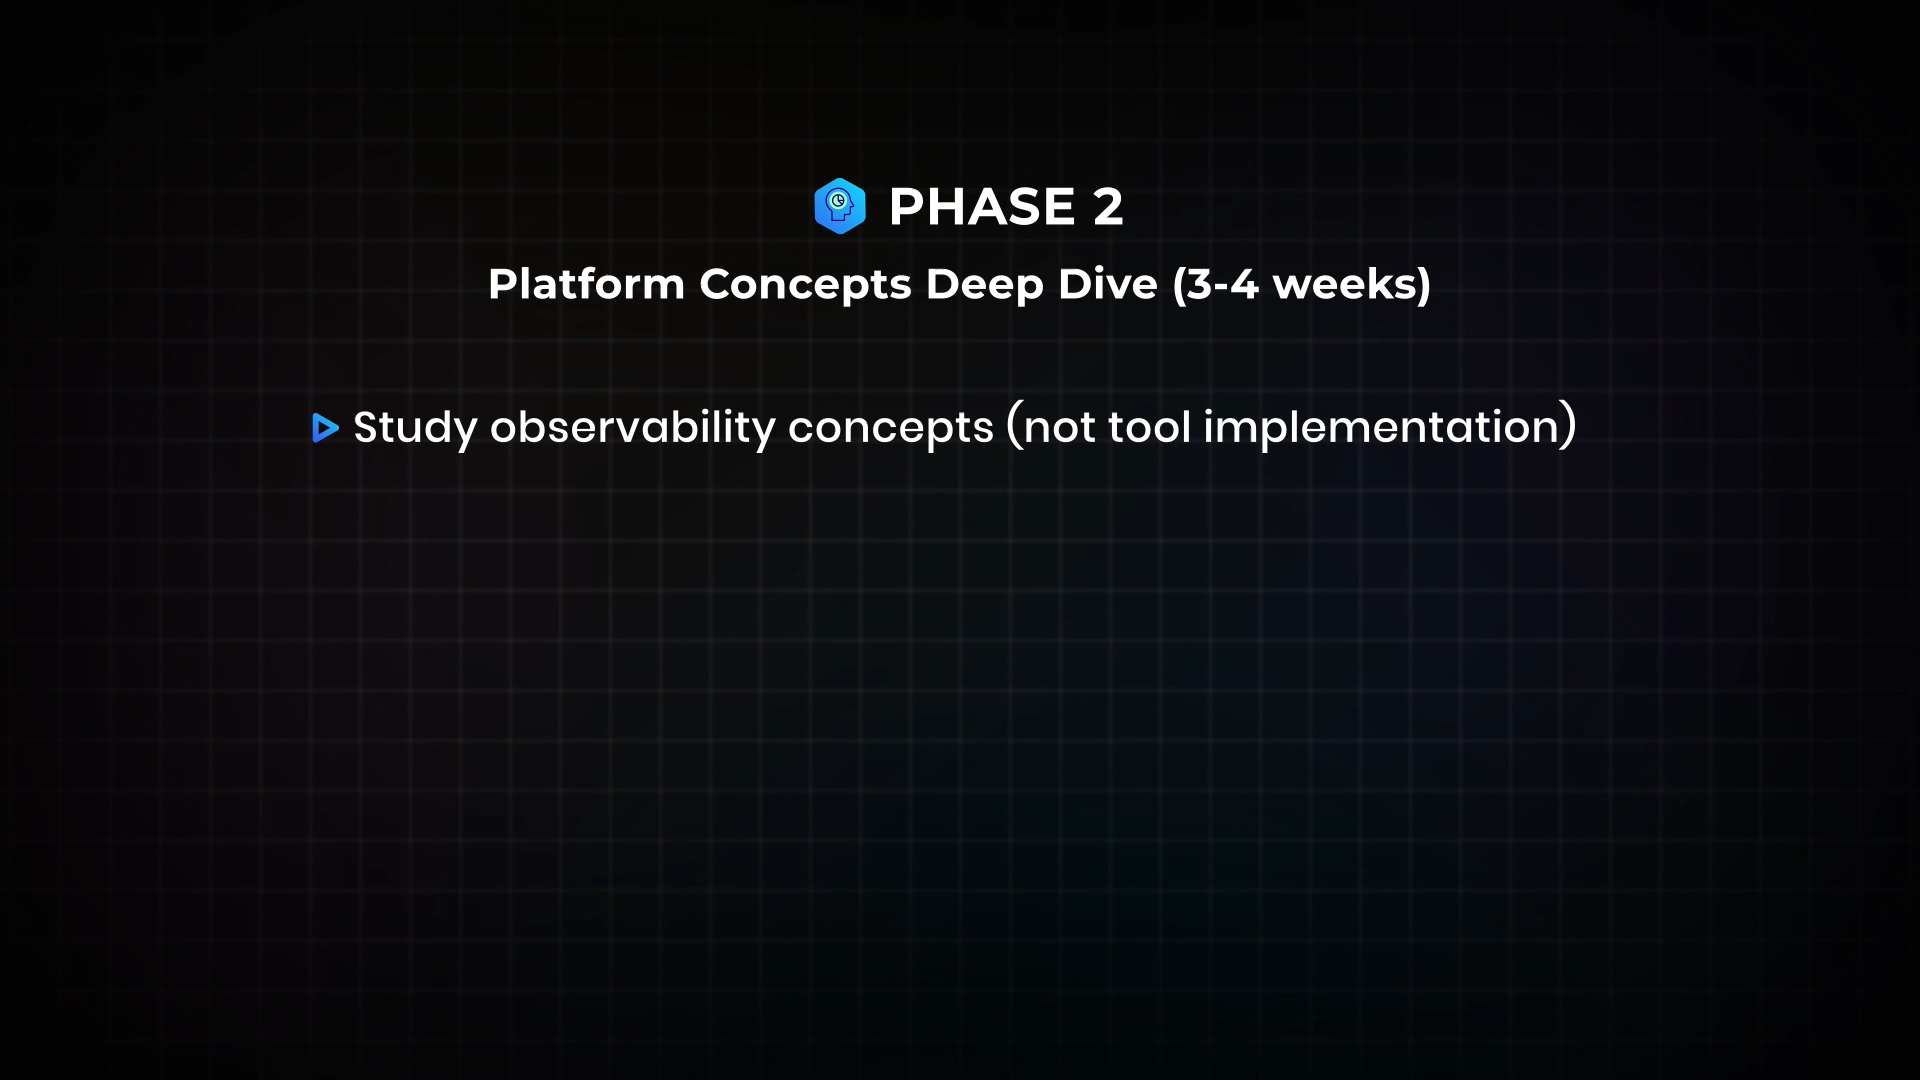 PHASE 2
Platform Concepts Deep Dive (3-4 weeks)
Study observability concepts (not tool implementation)